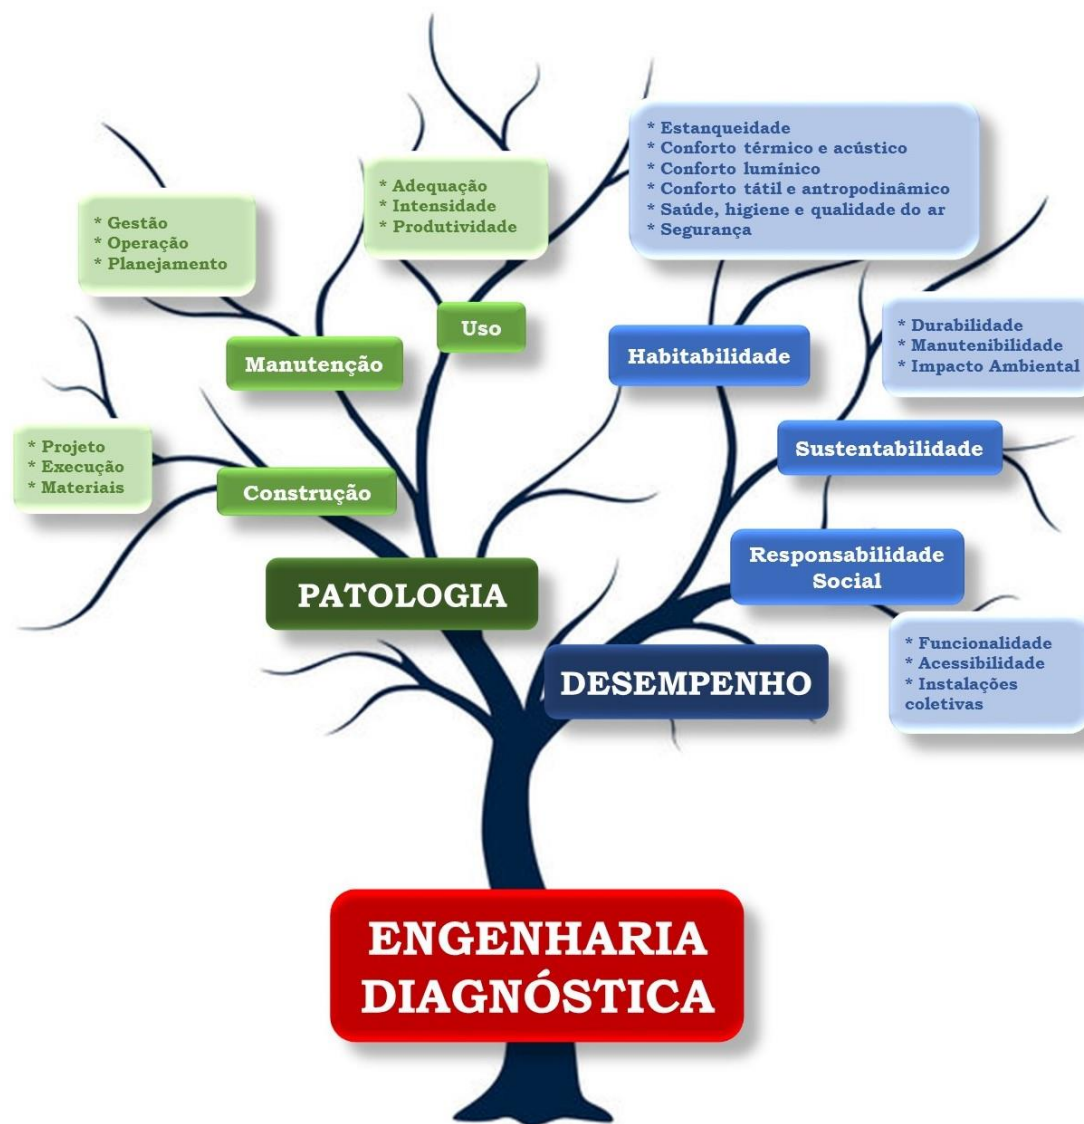 * Estanqueidade
* Conforto térmico e acústico
* Conforto lumínico
* Conforto tátil e antropodinâmico
* Saúde, higiene e qualidade do ar
* Segurança
* Adequação
* Intensidade
* Produtividade
* Gestão
* Operação
* Planejamento
Uso
Manutenção
Habitabilidade
* Durabilidade
* Manutenibilidade
* Impacto Ambiental
* Projeto
* Execução
* Materiais
Construção
Sustentabilidade
PATOLOGIA
Responsabilidade
Social
DESEMPENHO
* Funcionalidade
* Acessibilidade
* Instalações
coletivas
ENGENHARIA
DIAGNÓSTICA